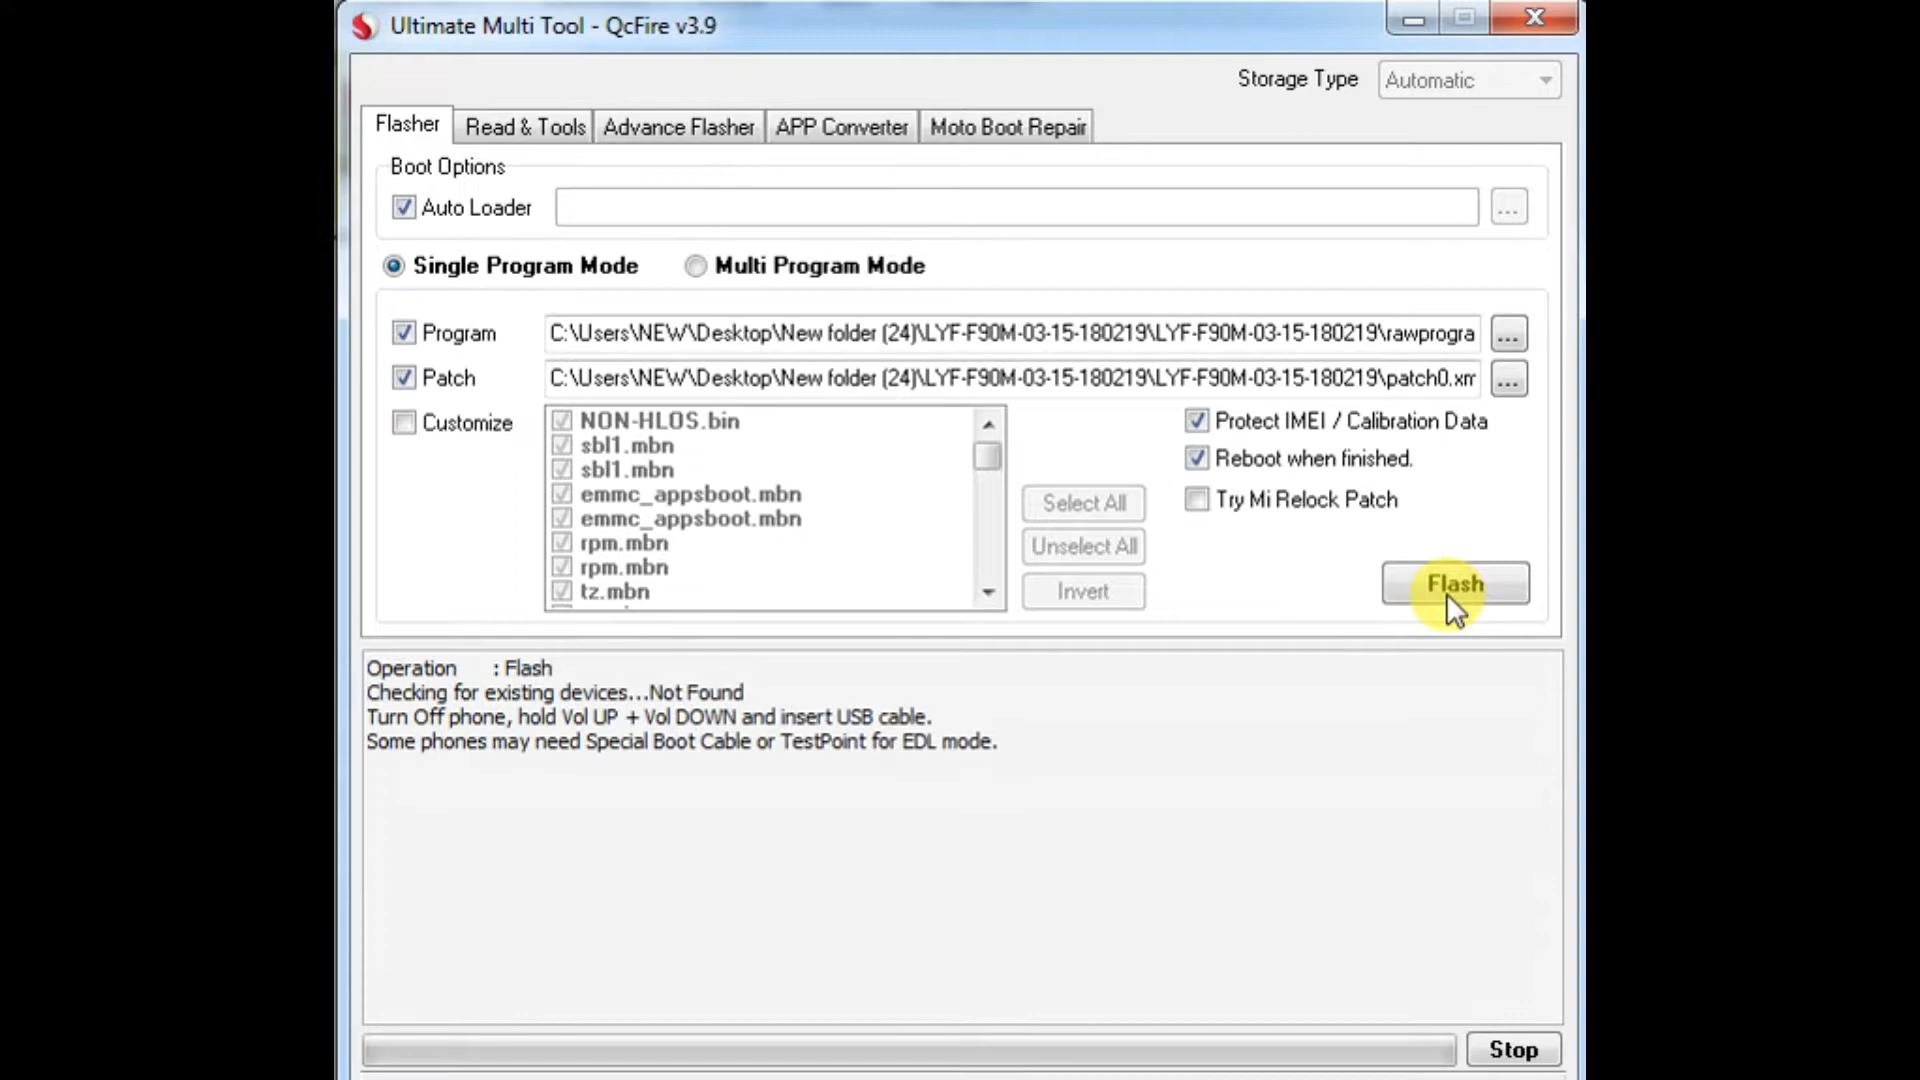 Ultimate Multi Tool - QcFire v3.9
Storage Type Automatic
Flasher Read & Tools Advance Flasher APP Converter Moto Boot Repair
Boot Options
Auto Loader ...
Single Program Mode Multi Program Mode
Program C:\Users\NEW\Desktop\New folder (24)\LYF-F90M-03-15-180219\LYF-F90M-03-15-180219\rawprogra ...
Patch C:\Users\NEW\Desktop\New folder (24)\LYF-F90M-03-15-180219\LYF-F90M-03-15-180219\patch0.xm ...
Customize
NON-HLOS.bin
sbl1.mbn
sbl1.mbn
emmc_appsboot.mbn
emmc_appsboot.mbn
rpm.mbn
rpm.mbn
tz.mbn
Select All
Unselect All
Invert
Protect IMEI / Calibration Data
Reboot when finished.
Try Mi Relock Patch
Flash
Operation : Flash
Checking for existing devices...Not Found
Turn Off phone, hold Vol UP + Vol DOWN and insert USB cable.
Some phones may need Special Boot Cable or TestPoint for EDL mode.
Stop